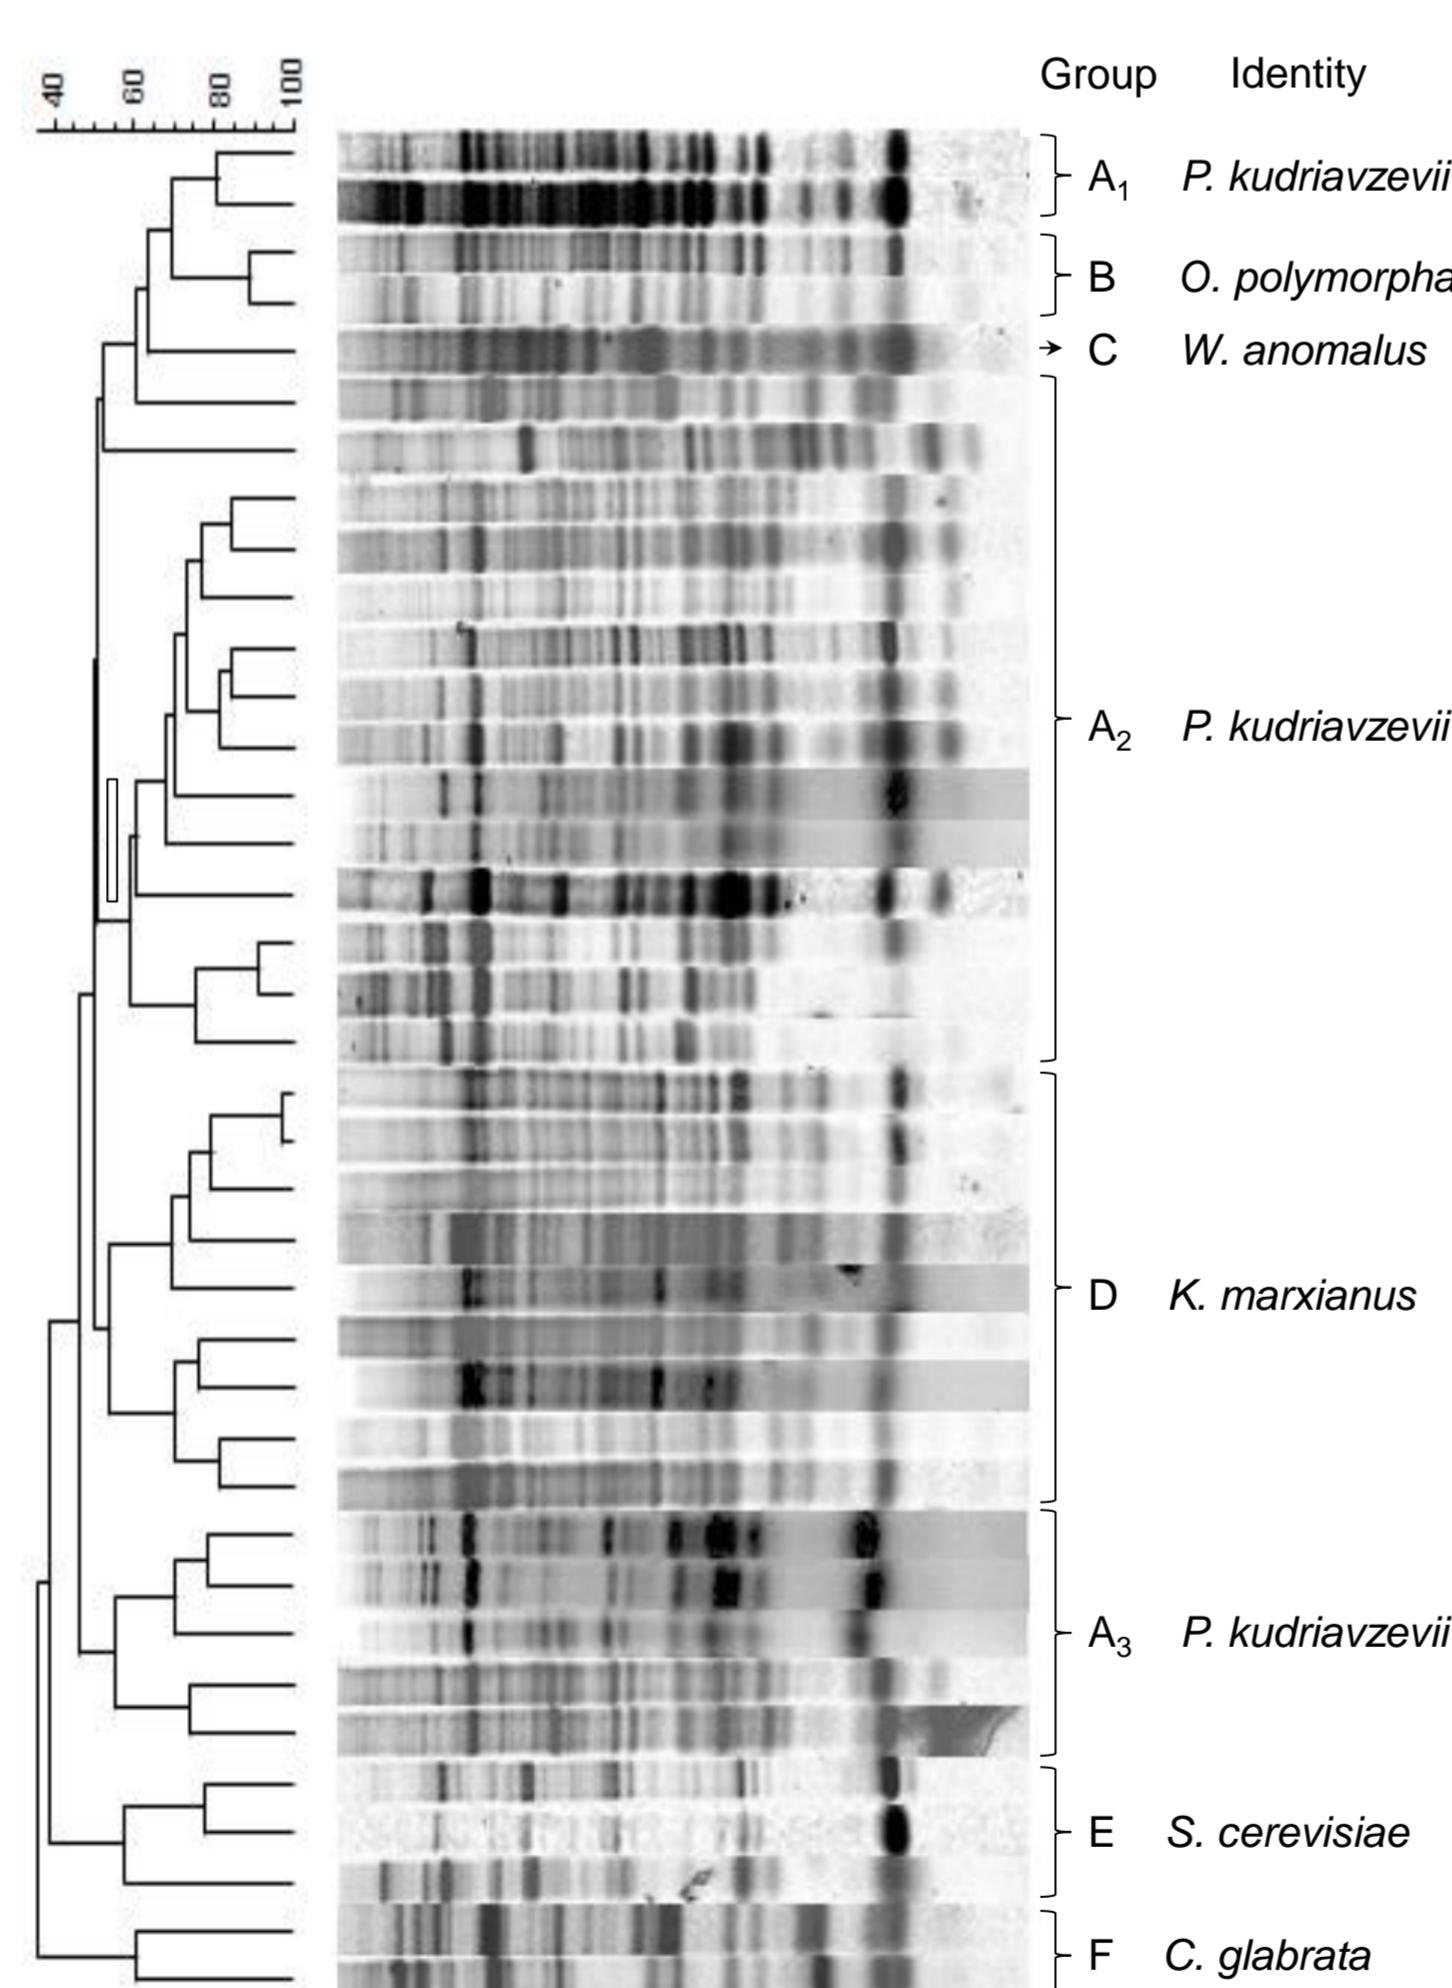 40 60 80 100
Group Identity
A1 P. kudriavzevii
B O. polymorpha
C W. anomalus
A2 P. kudriavzevii
D K. marxianus
A3 P. kudriavzevii
E S. cerevisiae
F C. glabrata